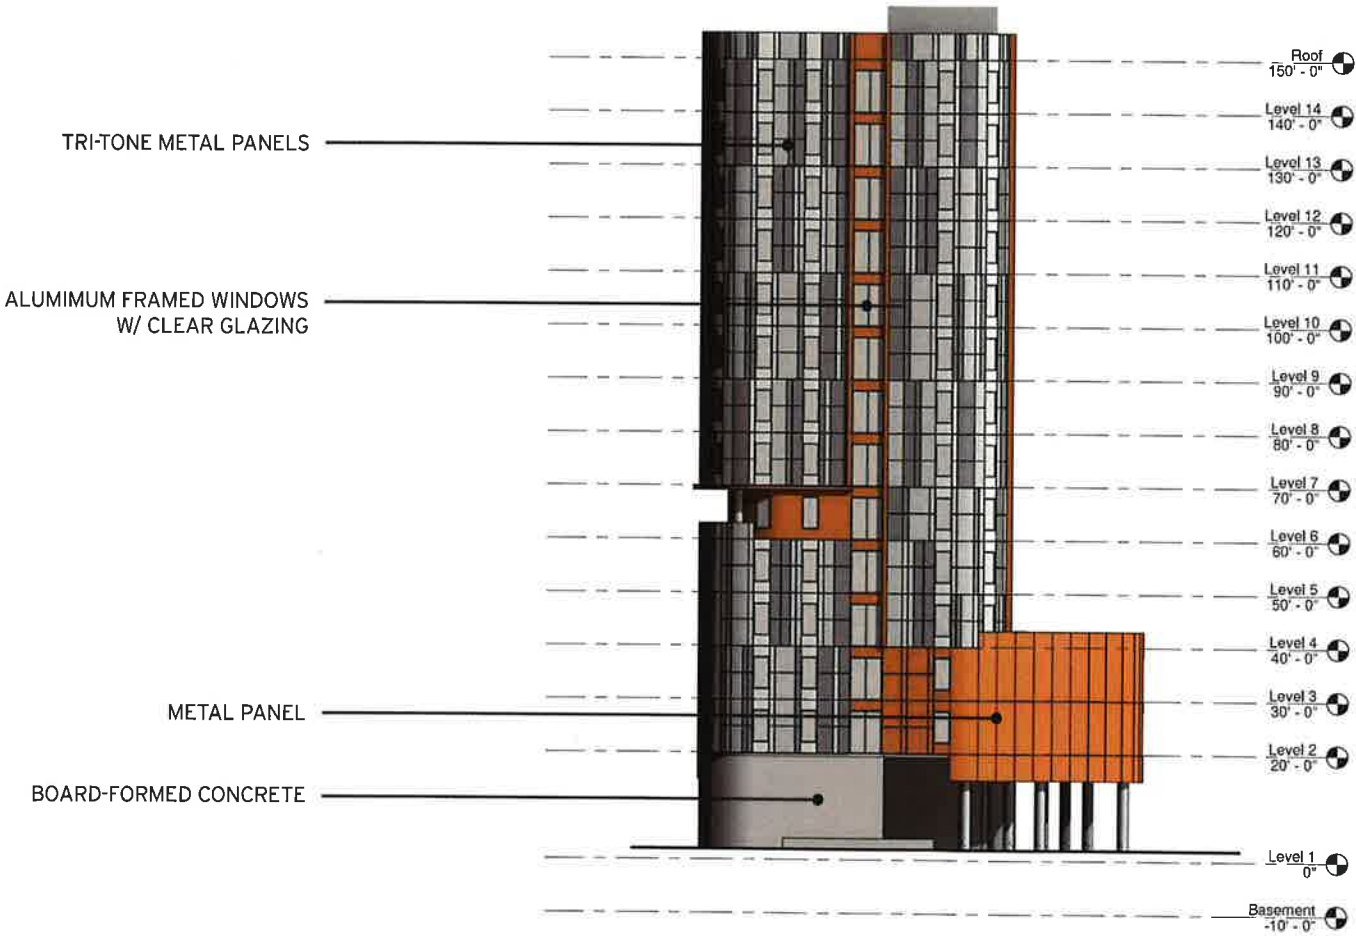 Roof
150' - 0"
Level 14
140' - 0"
TRI-TONE METAL PANELS
Level 13
130' - 0"
Level 12
120' - 0"
Level 11
110' - 0"
ALUMIMUM FRAMED WINDOWS
W/ CLEAR GLAZING
Level 10
100' - 0"
Level 9
90' - 0"
Level 8
80' - 0"
Level 7
70' - 0"
Level 6
60' - 0"
Level 5
50' - 0"
Level 4
40' - 0"
METAL PANEL
Level 3
30' - 0"
Level 2
20' - 0"
BOARD-FORMED CONCRETE
Level 1
0"
Basement
-10' - 0"